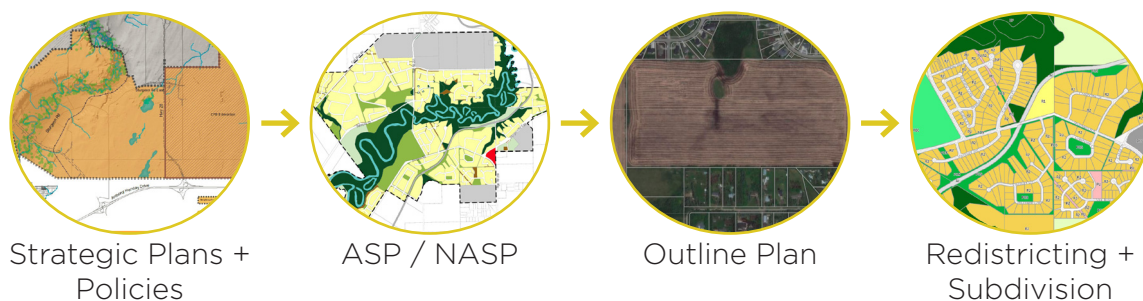 Strategic Plans +
Policies
ASP / NASP
Outline Plan
Redistricting +
Subdivision